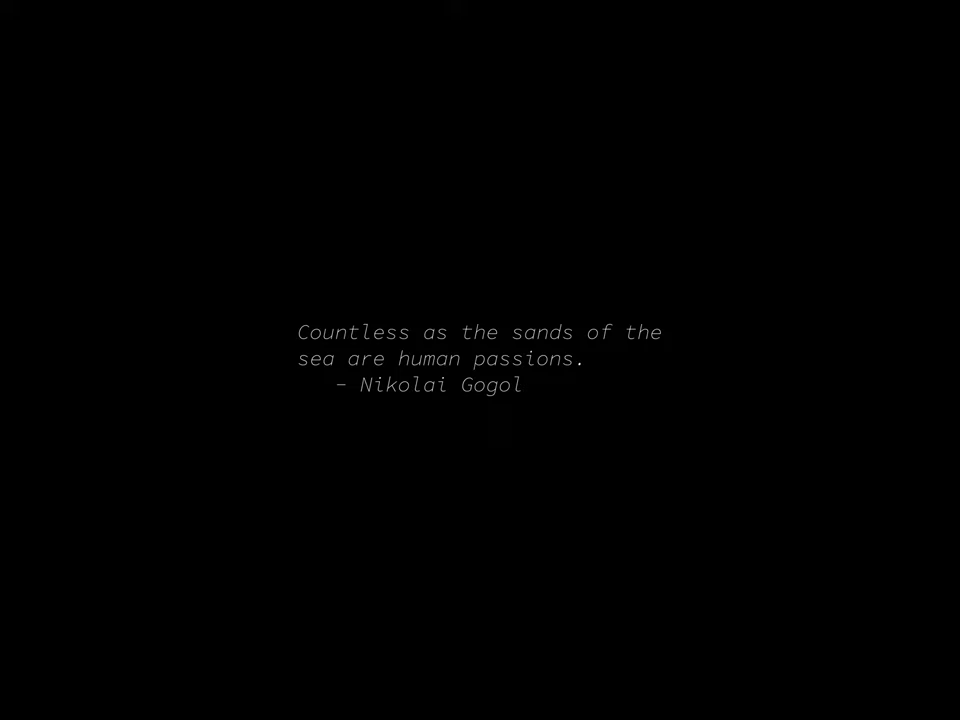 Countless as the sands of the
sea are human passions.
- Nikolai Gogol